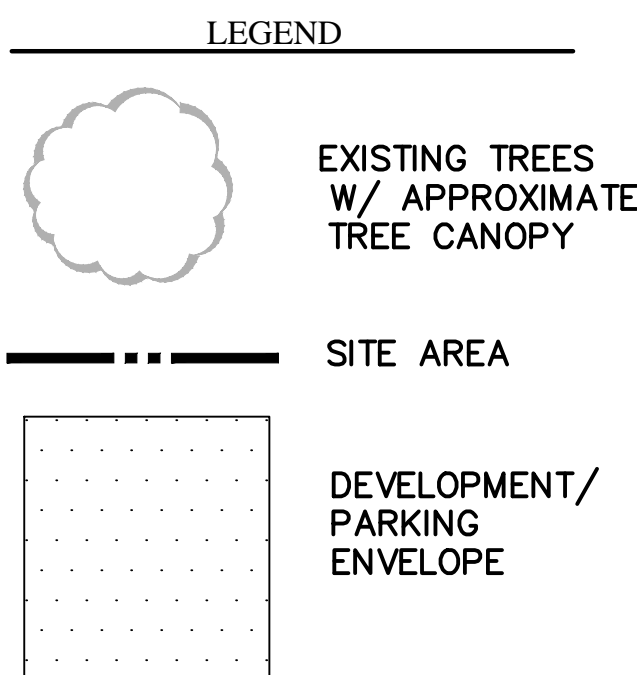 LEGEND
EXISTING TREES
W/ APPROXIMATE
TREE CANOPY
SITE AREA
DEVELOPMENT/
PARKING
ENVELOPE